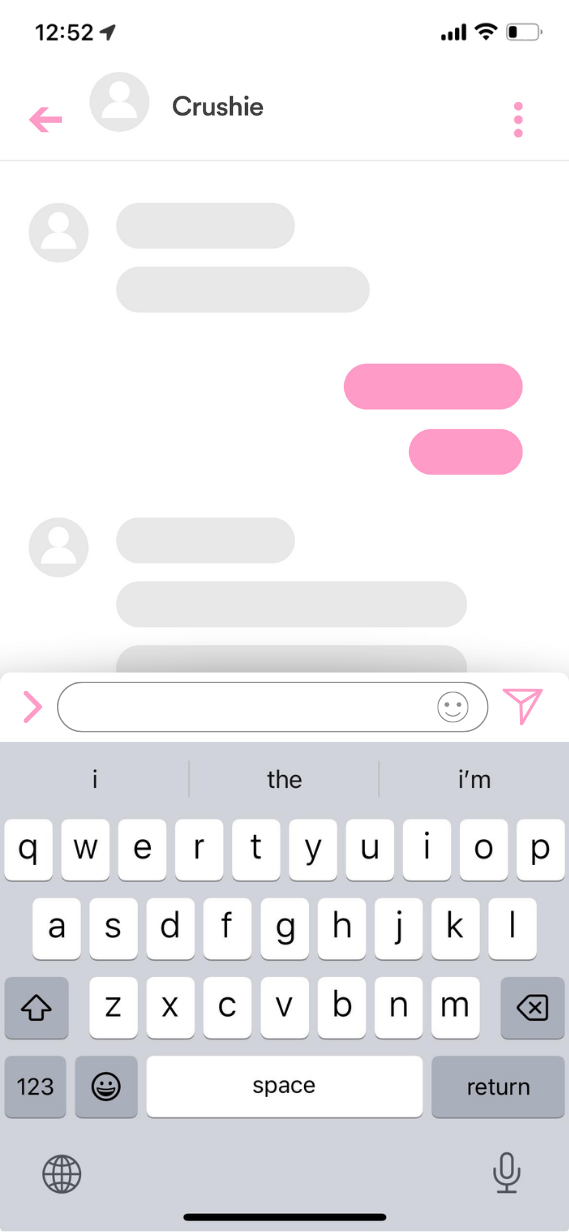 12:52
Crushie
i the i'm
q w e r t y u i o p
a s d f g h j k l
z x c v b n m
123 space return